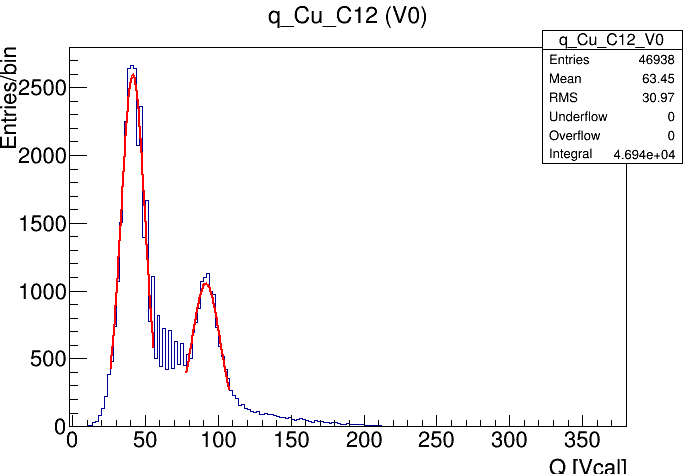 q_Cu_C12 (V0)
q_Cu_C12_V0
Entries 46938
Mean 63.45
RMS 30.97
Underflow 0
Overflow 0
Integral 4.694e+04
Entries/bin
2500
2000
1500
1000
500
0
0 50 100 150 200 250 300 350
Q [Vcal]